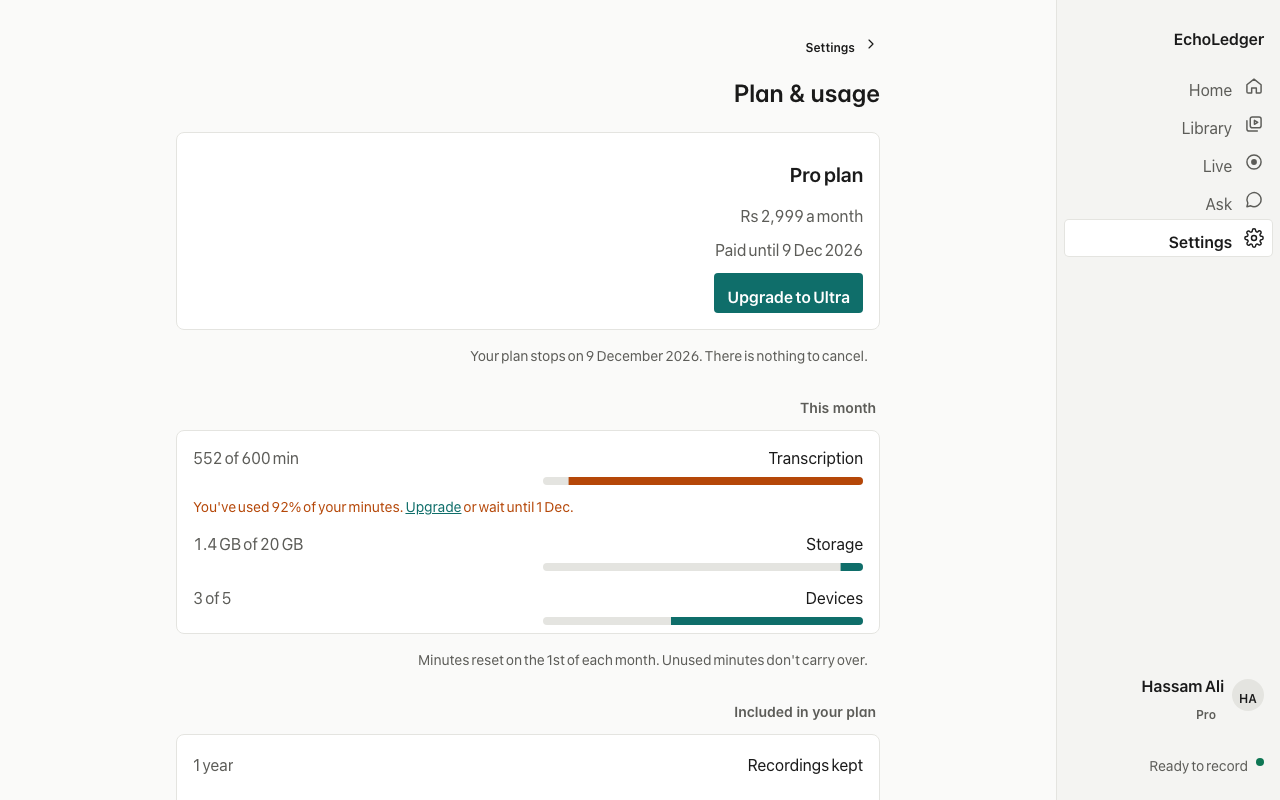 EchoLedger
Home
Library
Live
Ask
Settings
Hassam Ali
HA
Pro
Ready to record
Settings
Plan & usage
Pro plan
Rs 2,999 a month
Paid until 9 Dec 2026
Upgrade to Ultra
Your plan stops on 9 December 2026. There is nothing to cancel.
This month
Transcription
552 of 600 min
You've used 92% of your minutes. Upgrade or wait until 1 Dec.
Storage
1.4 GB of 20 GB
Devices
3 of 5
Minutes reset on the 1st of each month. Unused minutes don't carry over.
Included in your plan
Recordings kept
1 year